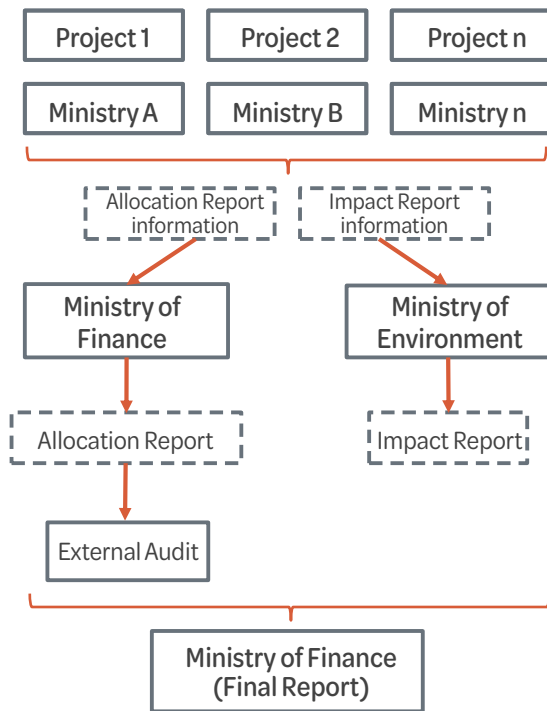 Project 1
Project 2
Project n
Ministry A
Ministry B
Ministry n
Allocation Report
information
Impact Report
information
Ministry of
Finance
Ministry of
Environment
Allocation Report
Impact Report
External Audit
Ministry of Finance
(Final Report)